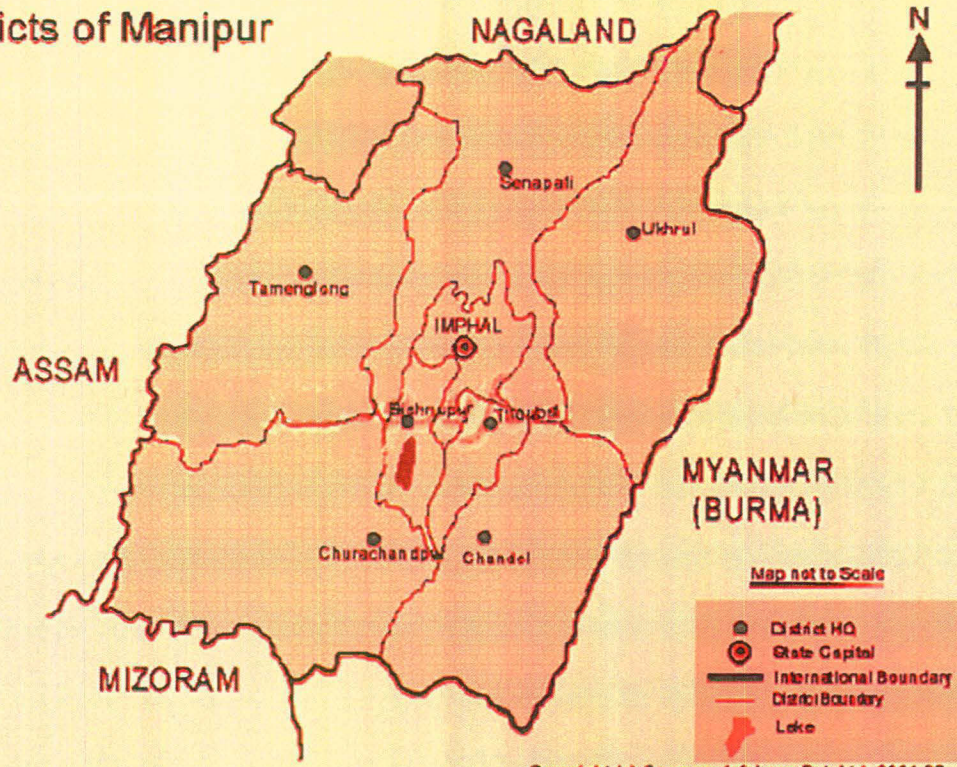 icts of Manipur
NAGALAND
N
Senapati
Ukhrul
Tamenglong
IMPHAL
ASSAM
Bishnupur
Thoubal
MYANMAR
(BURMA)
Churachandpur
Chandel
Map not to Scale
District HQ
State Capital
International Boundary
District Boundary
Lake
MIZORAM